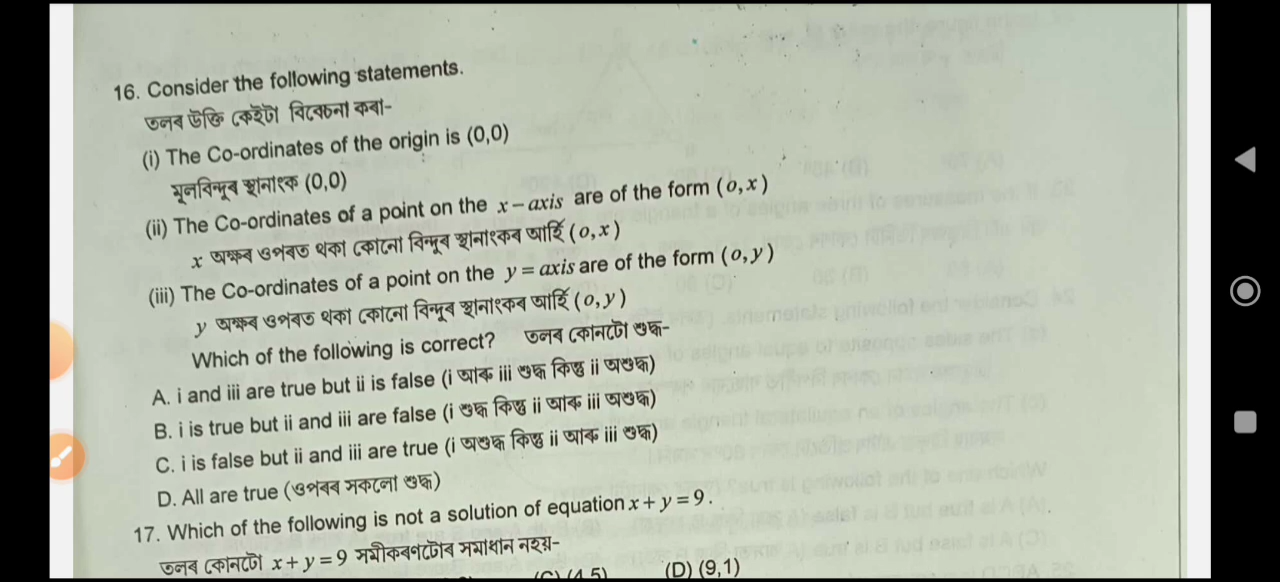 16. Consider the following statements.
তলৰ উক্তি কেইটা বিবেচনা কৰা-
(i) The Co-ordinates of the origin is (0,0)
মূলবিন্দুৰ স্থানাংক (0,0)
(ii) The Co-ordinates of a point on the x – axis are of the form (o, x)
x অক্ষৰ ওপৰত থকা কোনো বিন্দুৰ স্থানাংকৰ আৰ্হি (o, x)
(iii) The Co-ordinates of a point on the y = axis are of the form (o, y)
y অক্ষৰ ওপৰত থকা কোনো বিন্দুৰ স্থানাংকৰ আৰ্হি (o, y)
Which of the following is correct? তলৰ কোনটো শুদ্ধ-
A. i and iii are true but ii is false (i আৰু iii শুদ্ধ কিন্তু ii অশুদ্ধ)
B. i is true but ii and iii are false (i শুদ্ধ কিন্তু ii আৰু iii অশুদ্ধ)
C. i is false but ii and iii are true (i অশুদ্ধ কিন্তু ii আৰু iii শুদ্ধ)
D. All are true (ওপৰৰ সকলো শুদ্ধ)
17. Which of the following is not a solution of equation x + y = 9.
তলৰ কোনটো x + y = 9 সমীকৰণটোৰ সমাধান নহয়-
(C) (4,5) (D) (9,1)